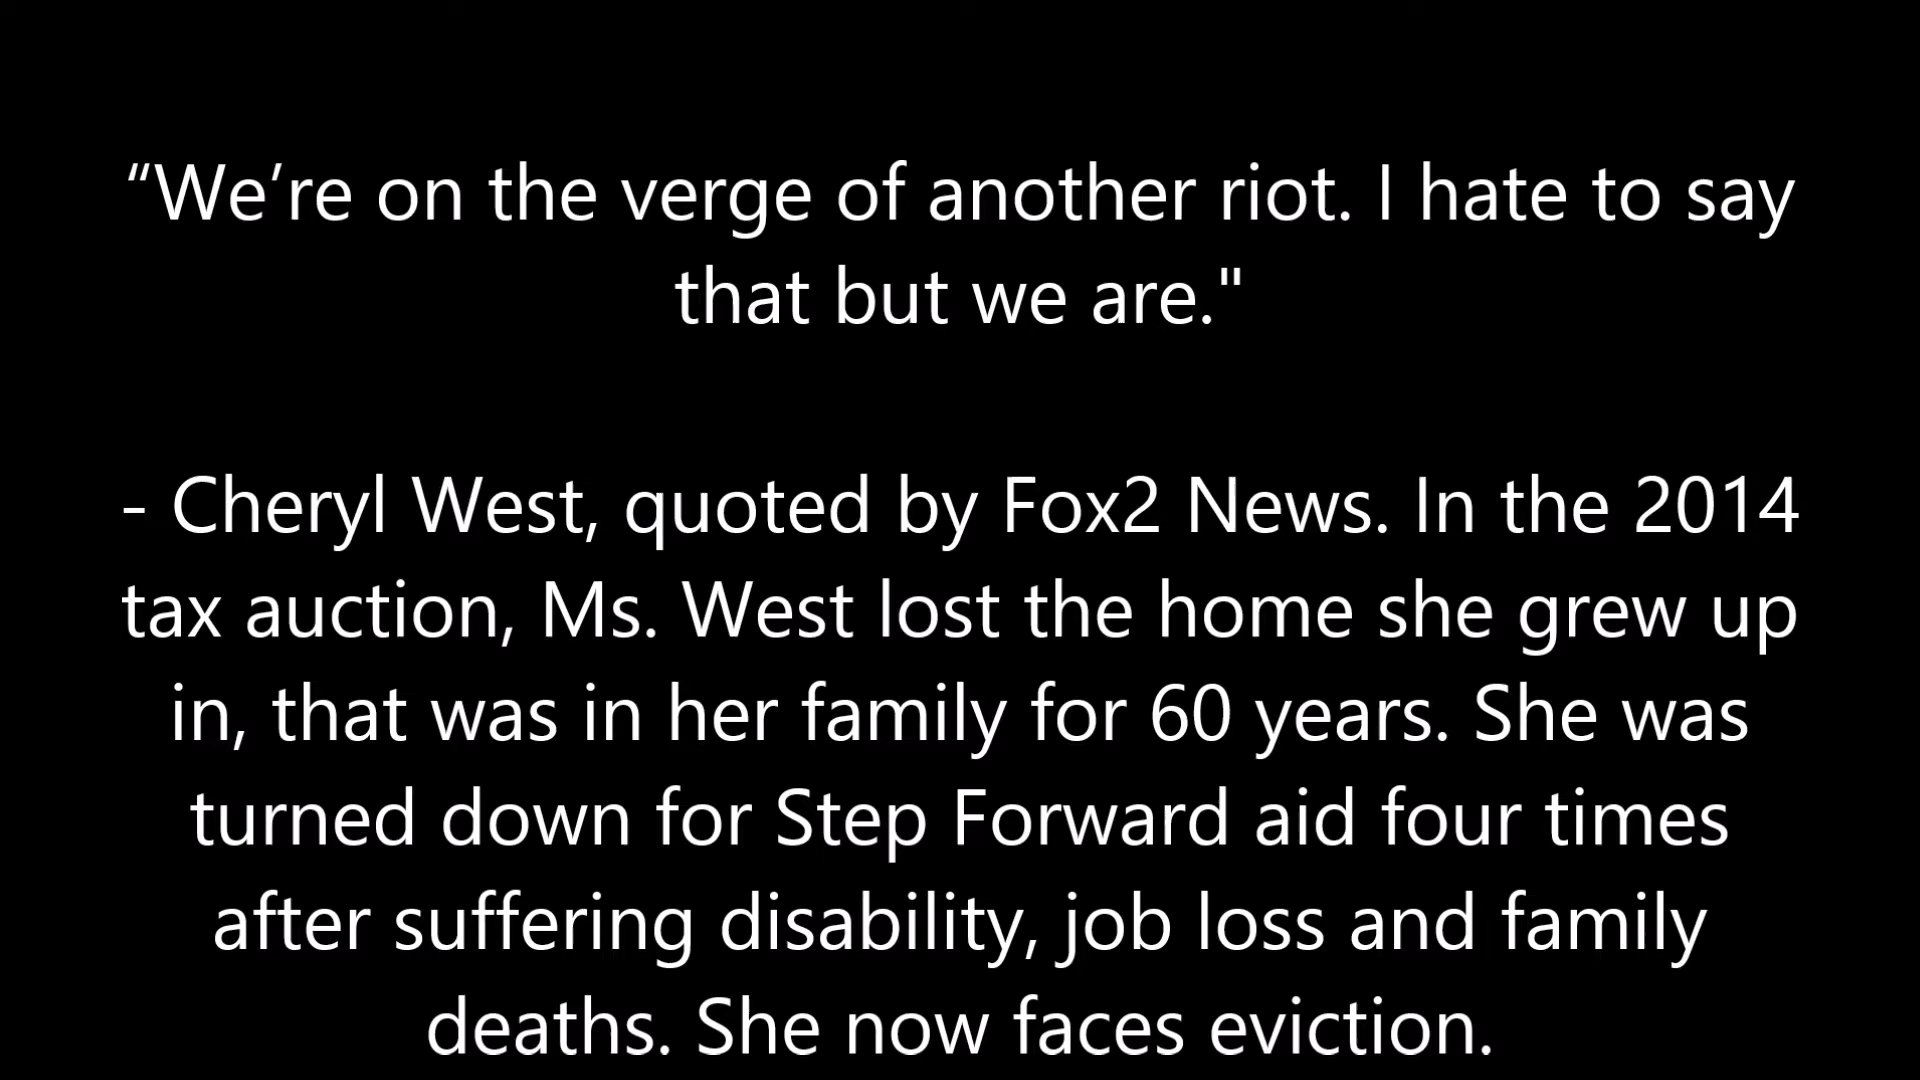 “We’re on the verge of another riot. I hate to say
that but we are."
- Cheryl West, quoted by Fox2 News. In the 2014
tax auction, Ms. West lost the home she grew up
in, that was in her family for 60 years. She was
turned down for Step Forward aid four times
after suffering disability, job loss and family
deaths. She now faces eviction.